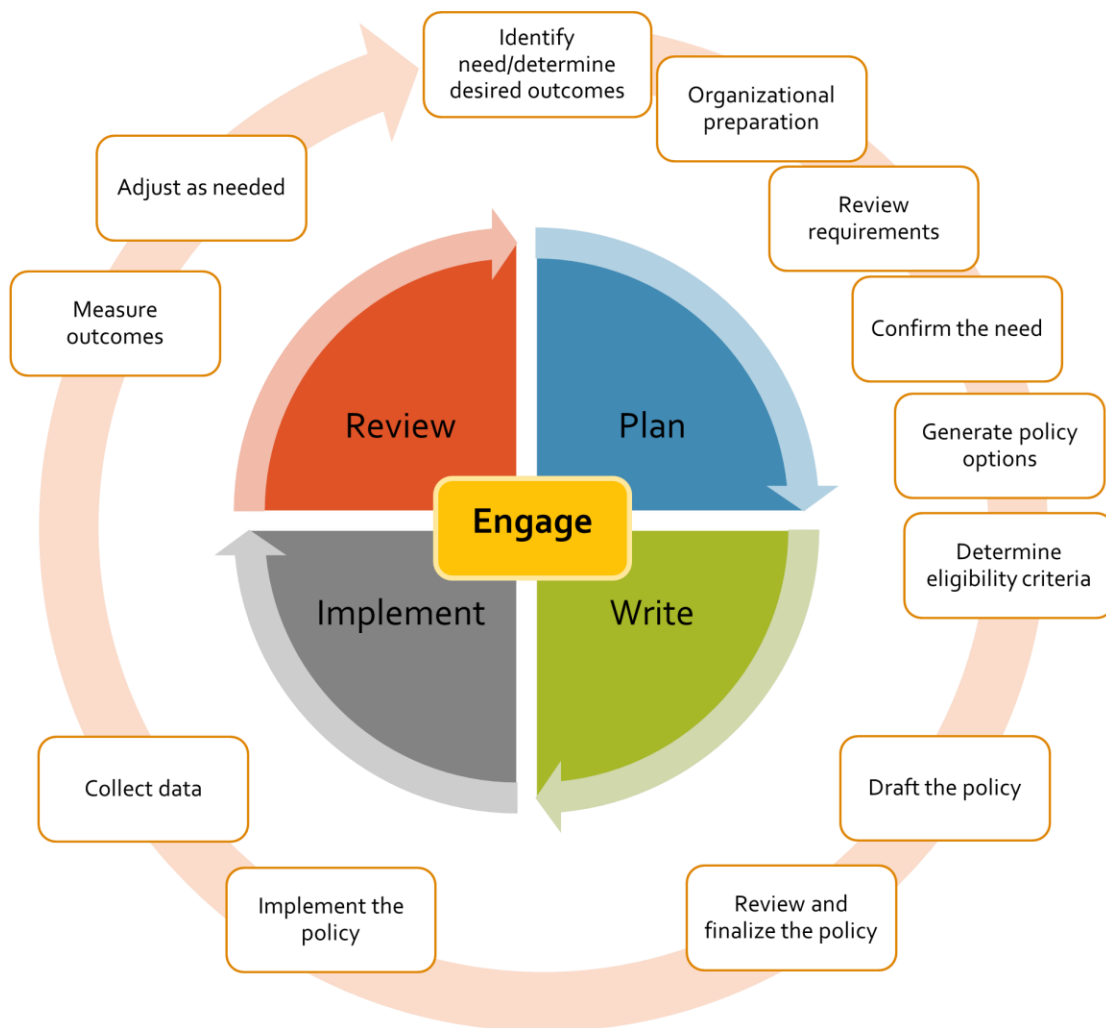 Identify
need/determine
desired outcomes
Organizational
preparation
Review
requirements
Confirm the need
Generate policy
options
Determine
eligibility criteria
Draft the policy
Review and
finalize the policy
Implement the
policy
Collect data
Measure
outcomes
Adjust as needed
Review
Plan
Engage
Implement
Write